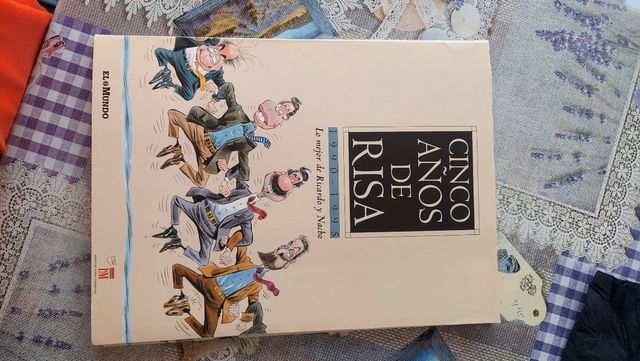 CINCO
AÑOS
DE
RISA
1990-1995
Lo mejor de Ricardo y Nacho
EL MUNDO